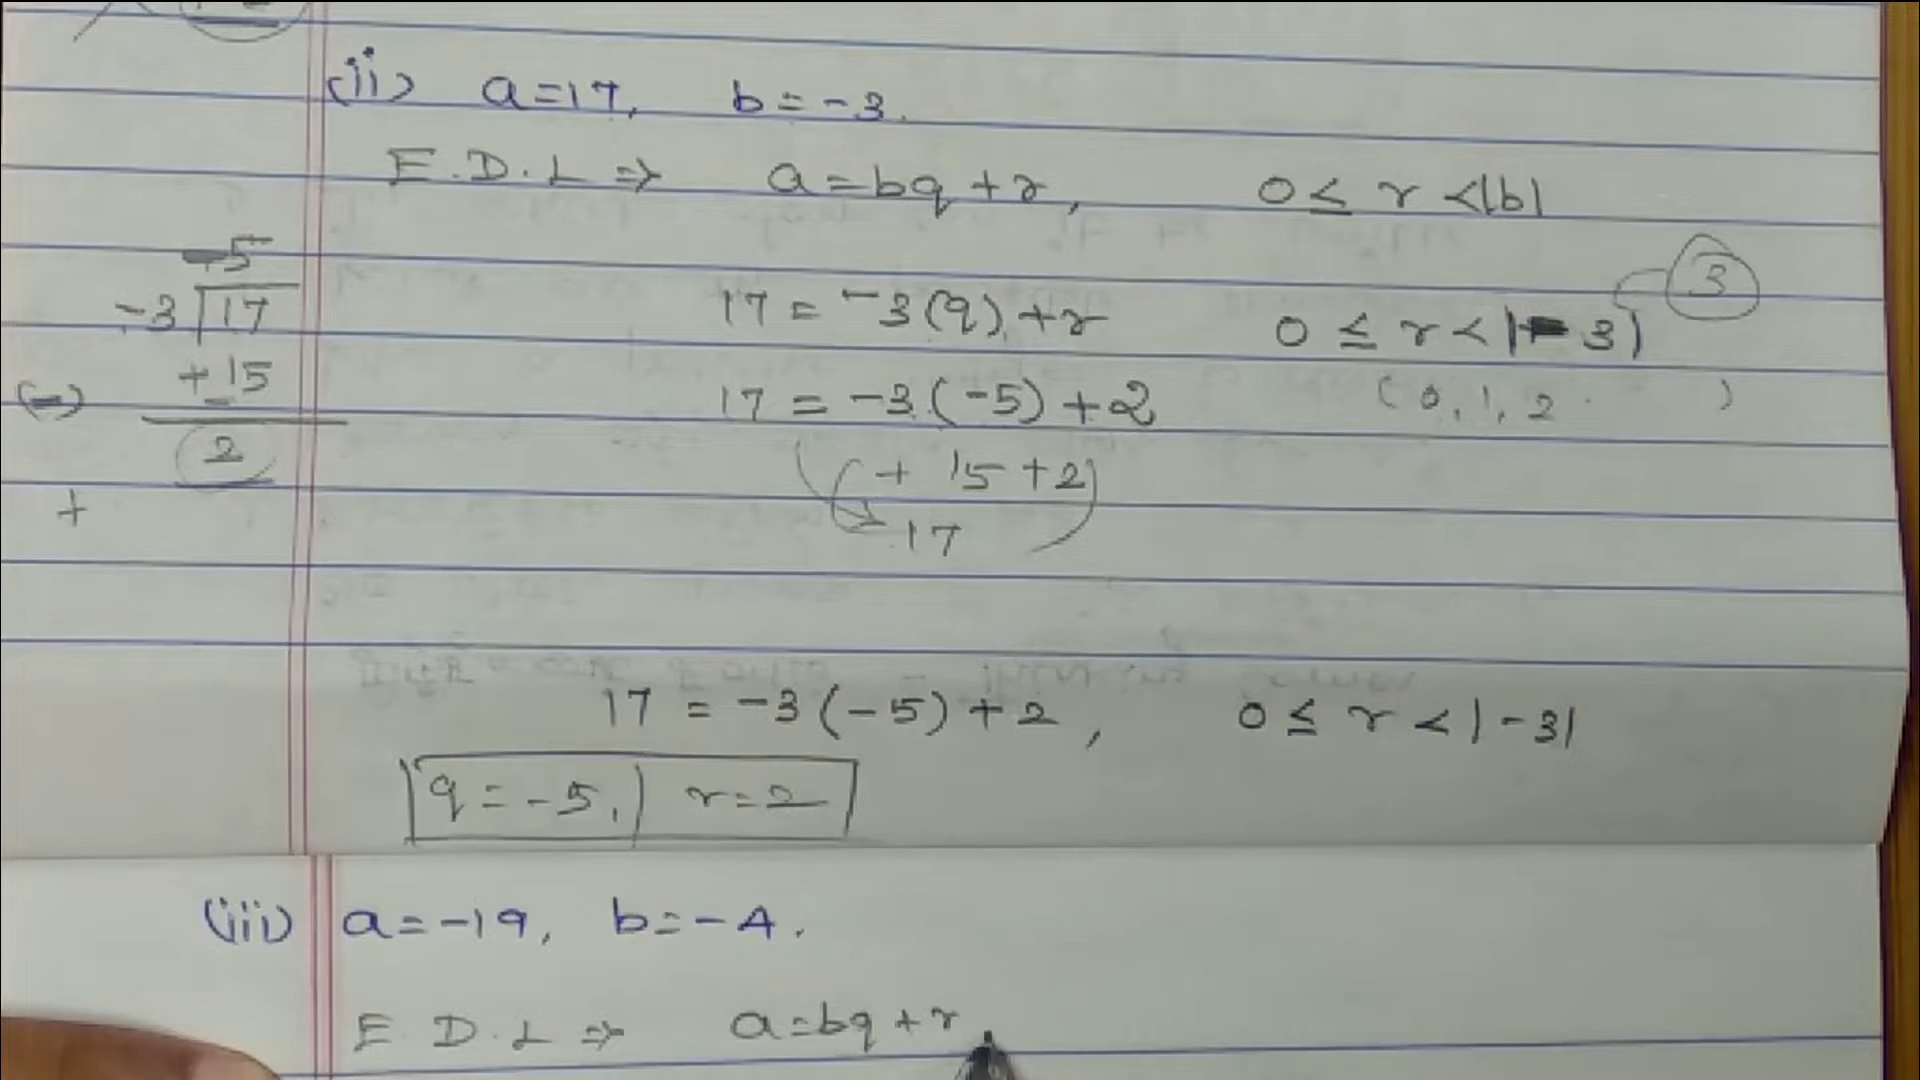 (ii) a=17, b=-3.
E.D.L ⇒ a=bq+r, 0≤ r <|b|
-5
-3 17
+15
(-)
2
+
3
17 = -3(q)+r 0 ≤ r < |-3|
17 = -3(-5)+2 (0,1,2 )
+ 15+2
17
17 = -3(-5)+2, 0≤ r <|-3|
q=-5, r=2
(iii) a=-19, b=-4.
E.D.L ⇒ a=bq+r